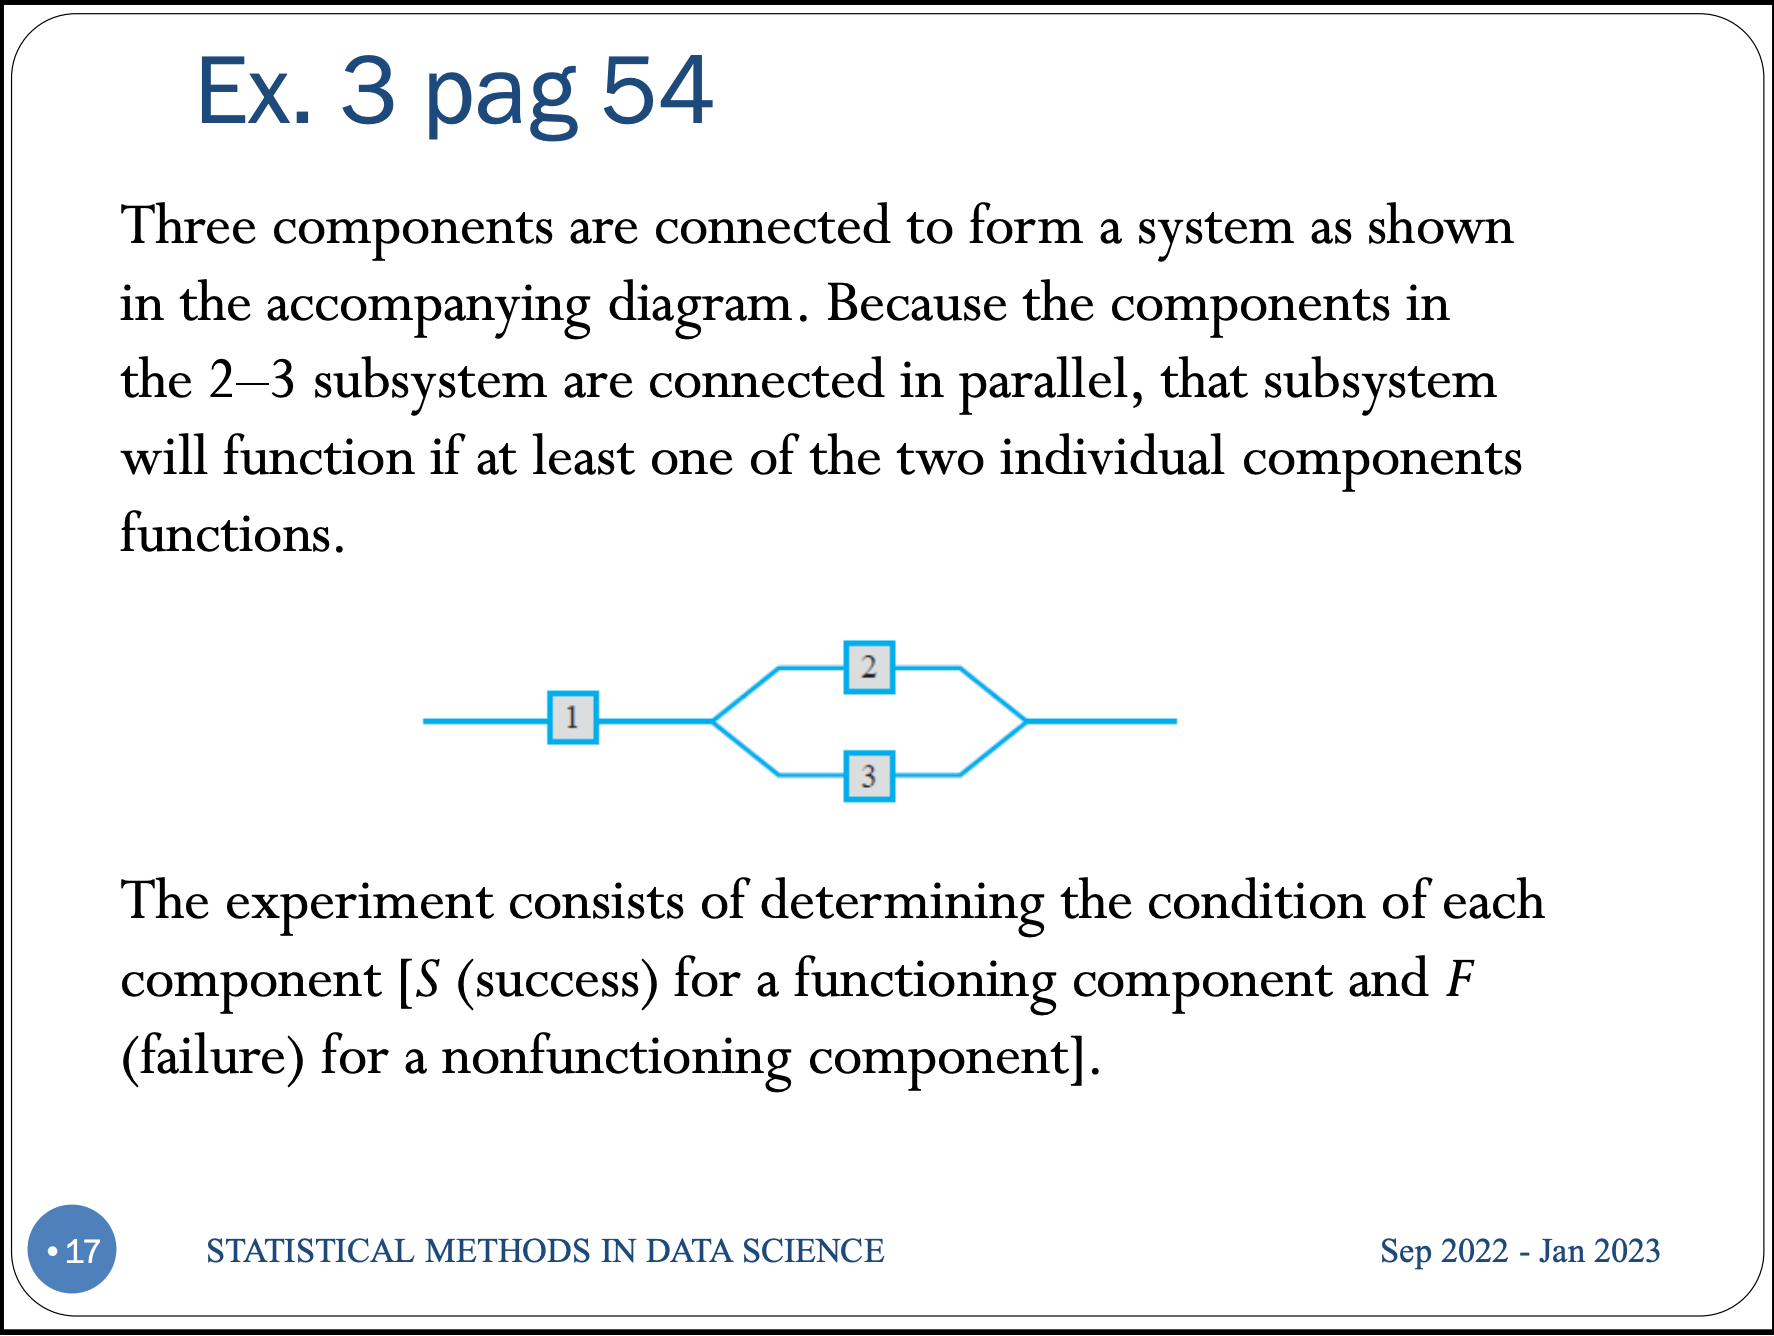 Ex. 3 pag 54
Three components are connected to form a system as shown
in the accompanying diagram. Because the components in
the 2–3 subsystem are connected in parallel, that subsystem
will function if at least one of the two individual components
functions.
2
1
3
The experiment consists of determining the condition of each
component [S (success) for a functioning component and F
(failure) for a nonfunctioning component].
• 17
STATISTICAL METHODS IN DATA SCIENCE
Sep 2022 - Jan 2023